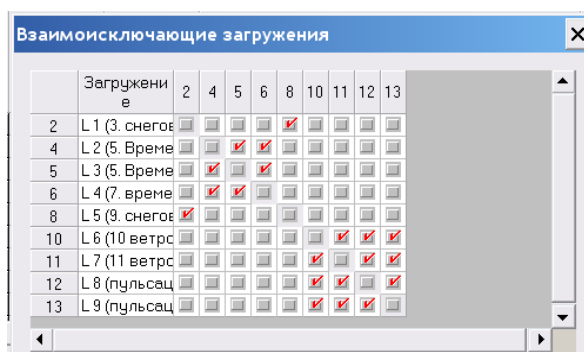 Взаимоисключающие загружения
Загружени
е
2 4 5 6 8 10 11 12 13
2 L 1 (3. снегов
4 L 2 (5. Време
5 L 3 (5. Време
6 L 4 (7. време
8 L 5 (9. снегов
10 L 6 (10 ветро
11 L 7 (11 ветро
12 L 8 (пульсац
13 L 9 (пульсац